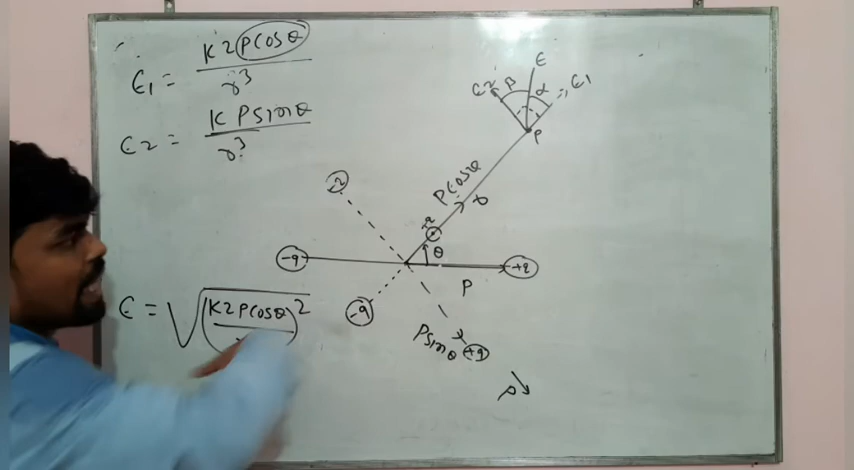 E1 = K2PCOSθ / r³
E2 = K PSINθ / r³
E = √(K2PCOSθ)²
E
E2
β
α
E1
P
PCOSθ
r
-q
+q
θ
-q
+q
P
-q
PSINθ
+q
P